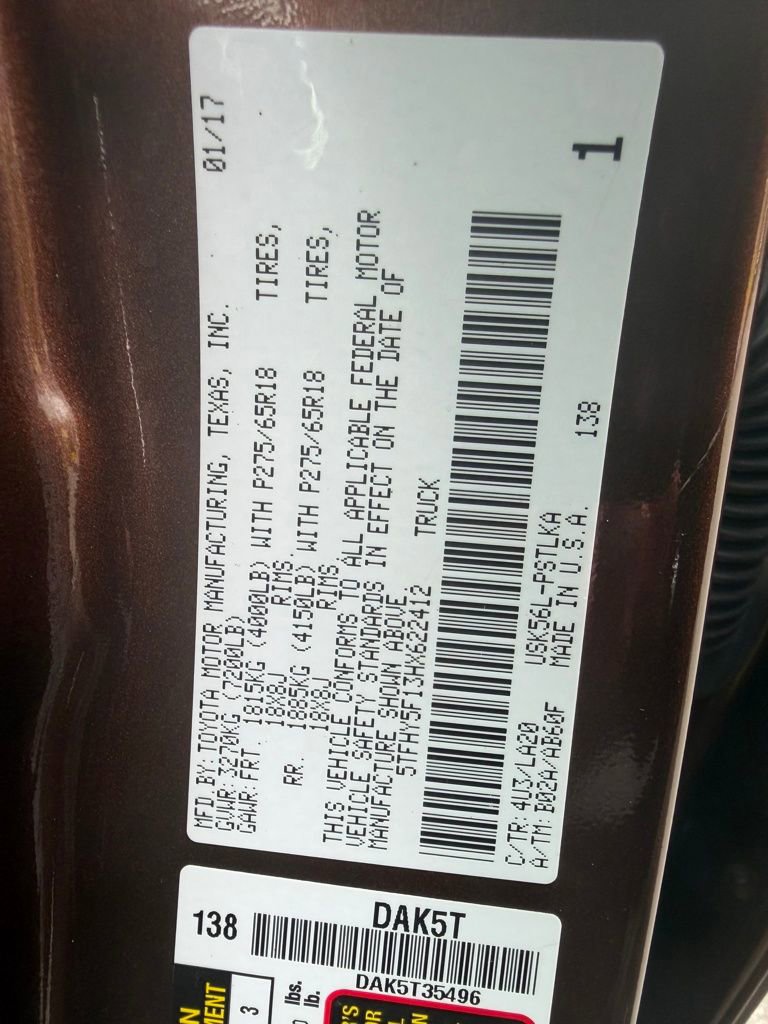 MFD.BY: TOYOTA MOTOR MANUFACTURING, TEXAS, INC. 01/17
GVWR: 3270KG (7200LB)
GAWR: FRT. 1815KG (4000LB) WITH P275/65R18 TIRES,
18X8J RIMS
RR. 1885KG (4150LB) WITH P275/65R18 TIRES,
18X8J RIMS
THIS VEHICLE CONFORMS TO ALL APPLICABLE FEDERAL MOTOR
VEHICLE SAFETY STANDARDS IN EFFECT ON THE DATE OF
MANUFACTURE SHOWN ABOVE.
5TFHY5F13HX622412 TRUCK
1
C/TR: 4U3/LA20 USK56L-PSTLKA 138
A/TM: B02A/AB60F MADE IN U.S.A.
138 DAK5T
DAK5T35496
3
lbs.
lb.